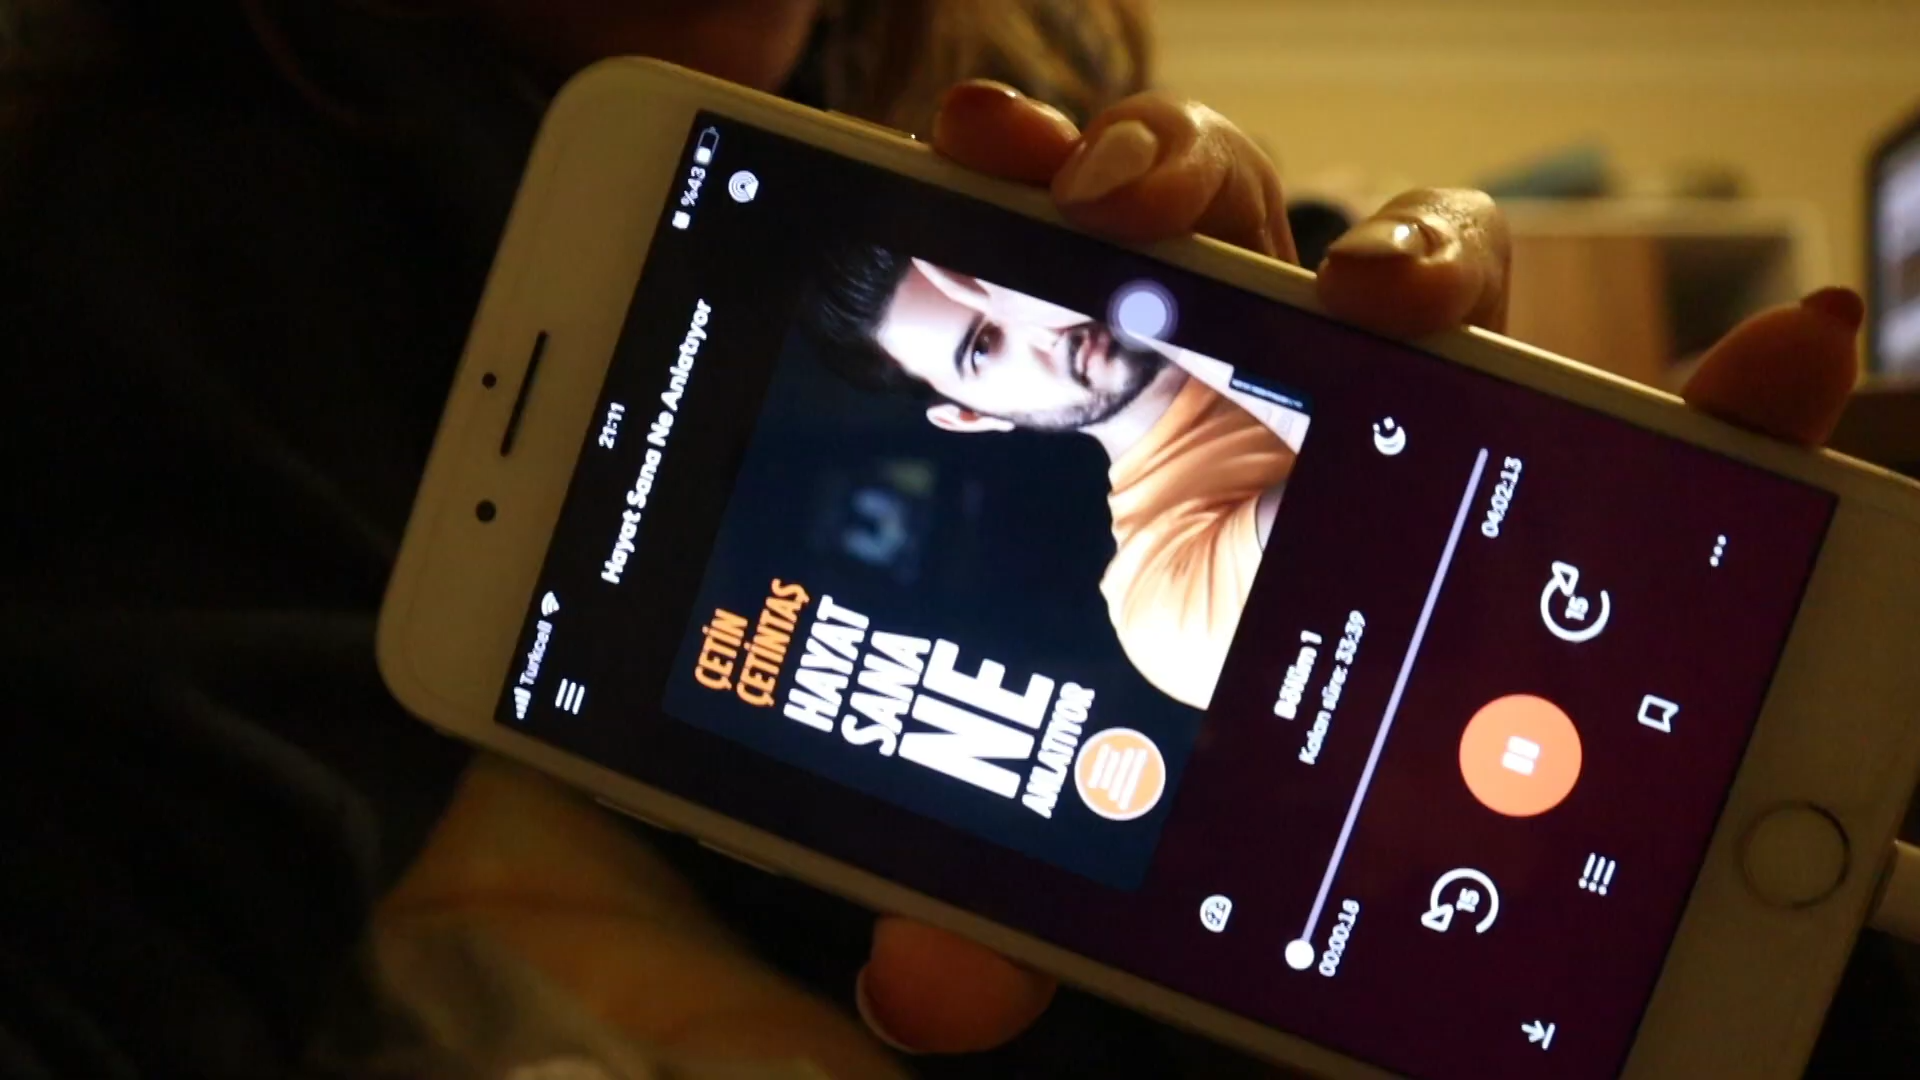 Turkcell
21:11
%43
Hayat Sana Ne Anlatıyor
ÇETİN
ÇETİNTAŞ
HAYAT
SANA
NE
ANLATIYOR
Bölüm 1
Kalan süre: 33:39
00:00:18
04:02:13
15
15